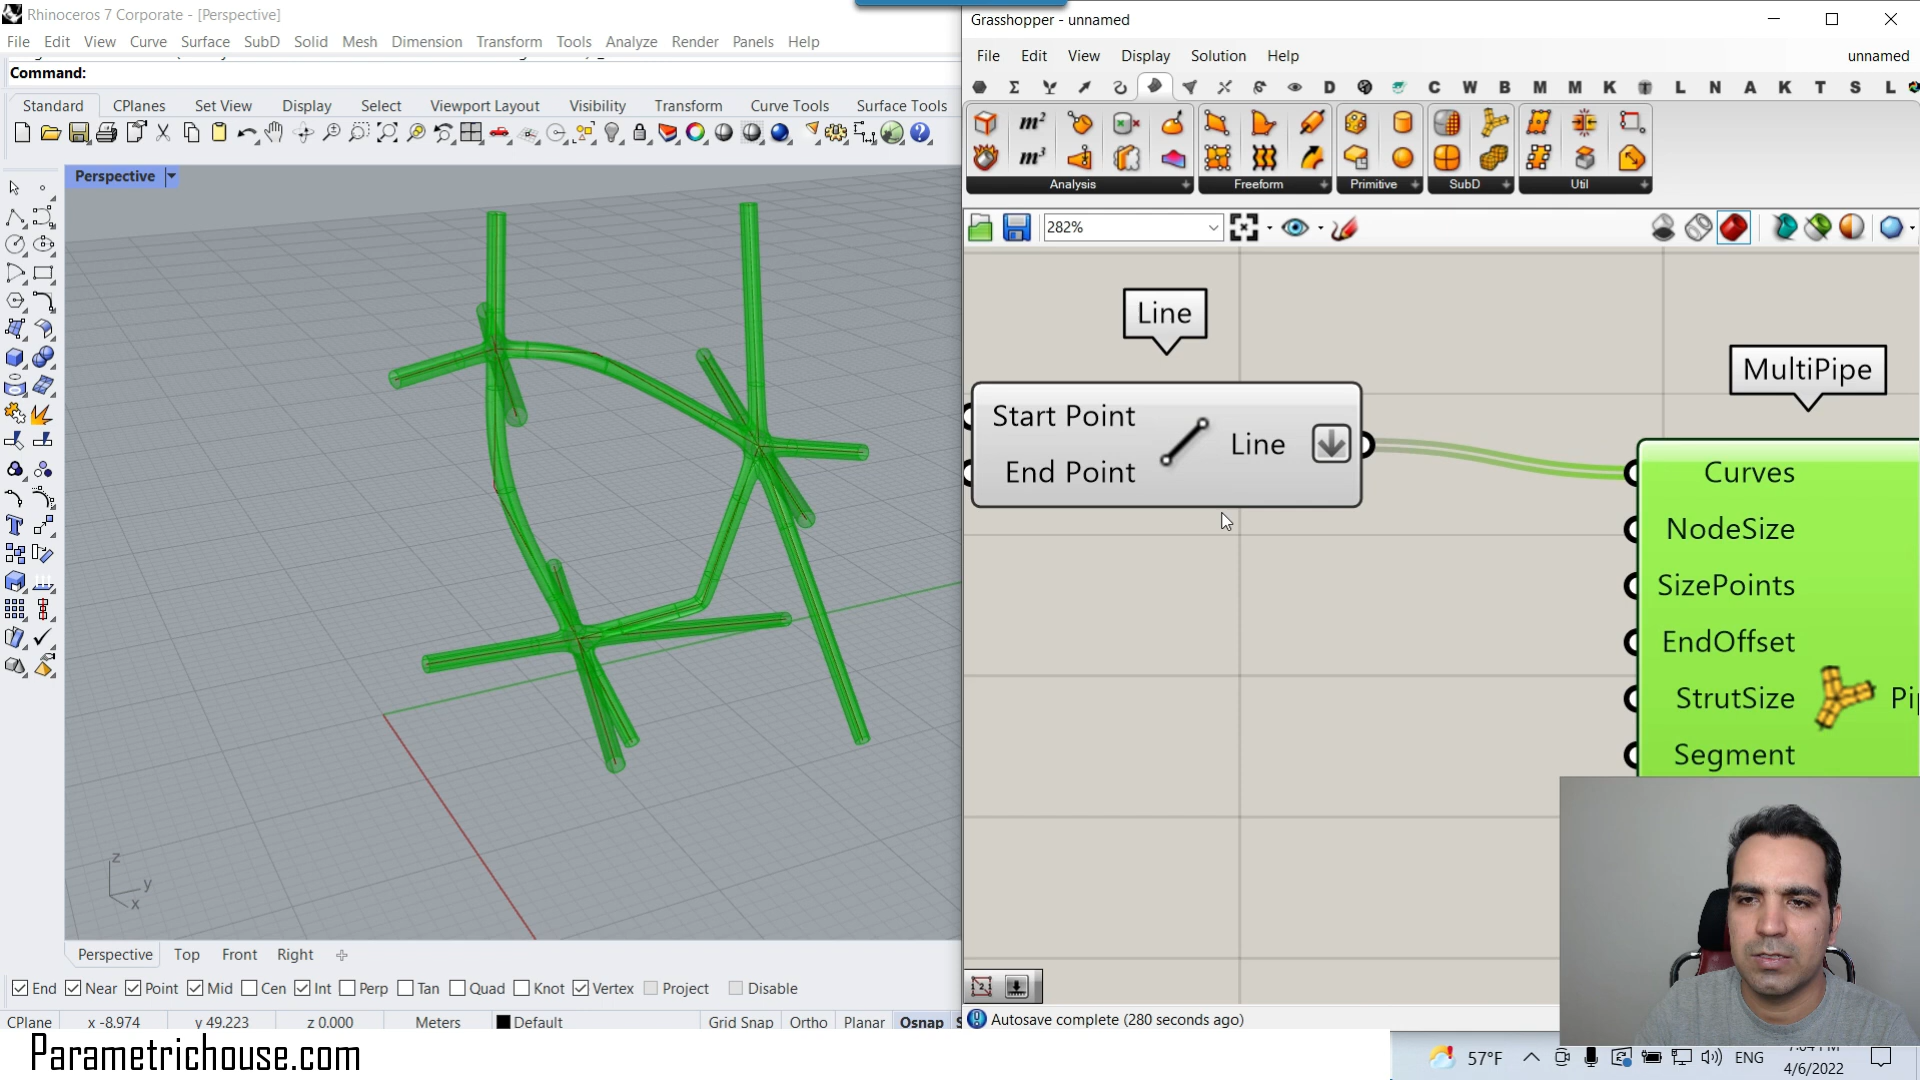 Rhinoceros 7 Corporate - [Perspective]
File Edit View Curve Surface SubD Solid Mesh Dimension Transform Tools Analyze Render Panels Help
Command:
Standard CPlanes Set View Display Select Viewport Layout Visibility Transform Curve Tools Surface Tools
Perspective
z
y
x
Perspective Top Front Right
End Near Point Mid Cen Int Perp Tan Quad Knot Vertex Project Disable
CPlane x -8.974 y 49.223 z 0.000 Meters Default Grid Snap Ortho Planar Osnap
Parametrichouse.com
Grasshopper - unnamed
File Edit View Display Solution Help unnamed
D C W B M M K L N A K T S L
m²
m³
Analysis Freeform Primitive SubD Util
282%
Line
MultiPipe
Start Point
End Point
Line
Curves
NodeSize
SizePoints
EndOffset
StrutSize
Segment
Autosave complete (280 seconds ago)
57°F ENG
4/6/2022